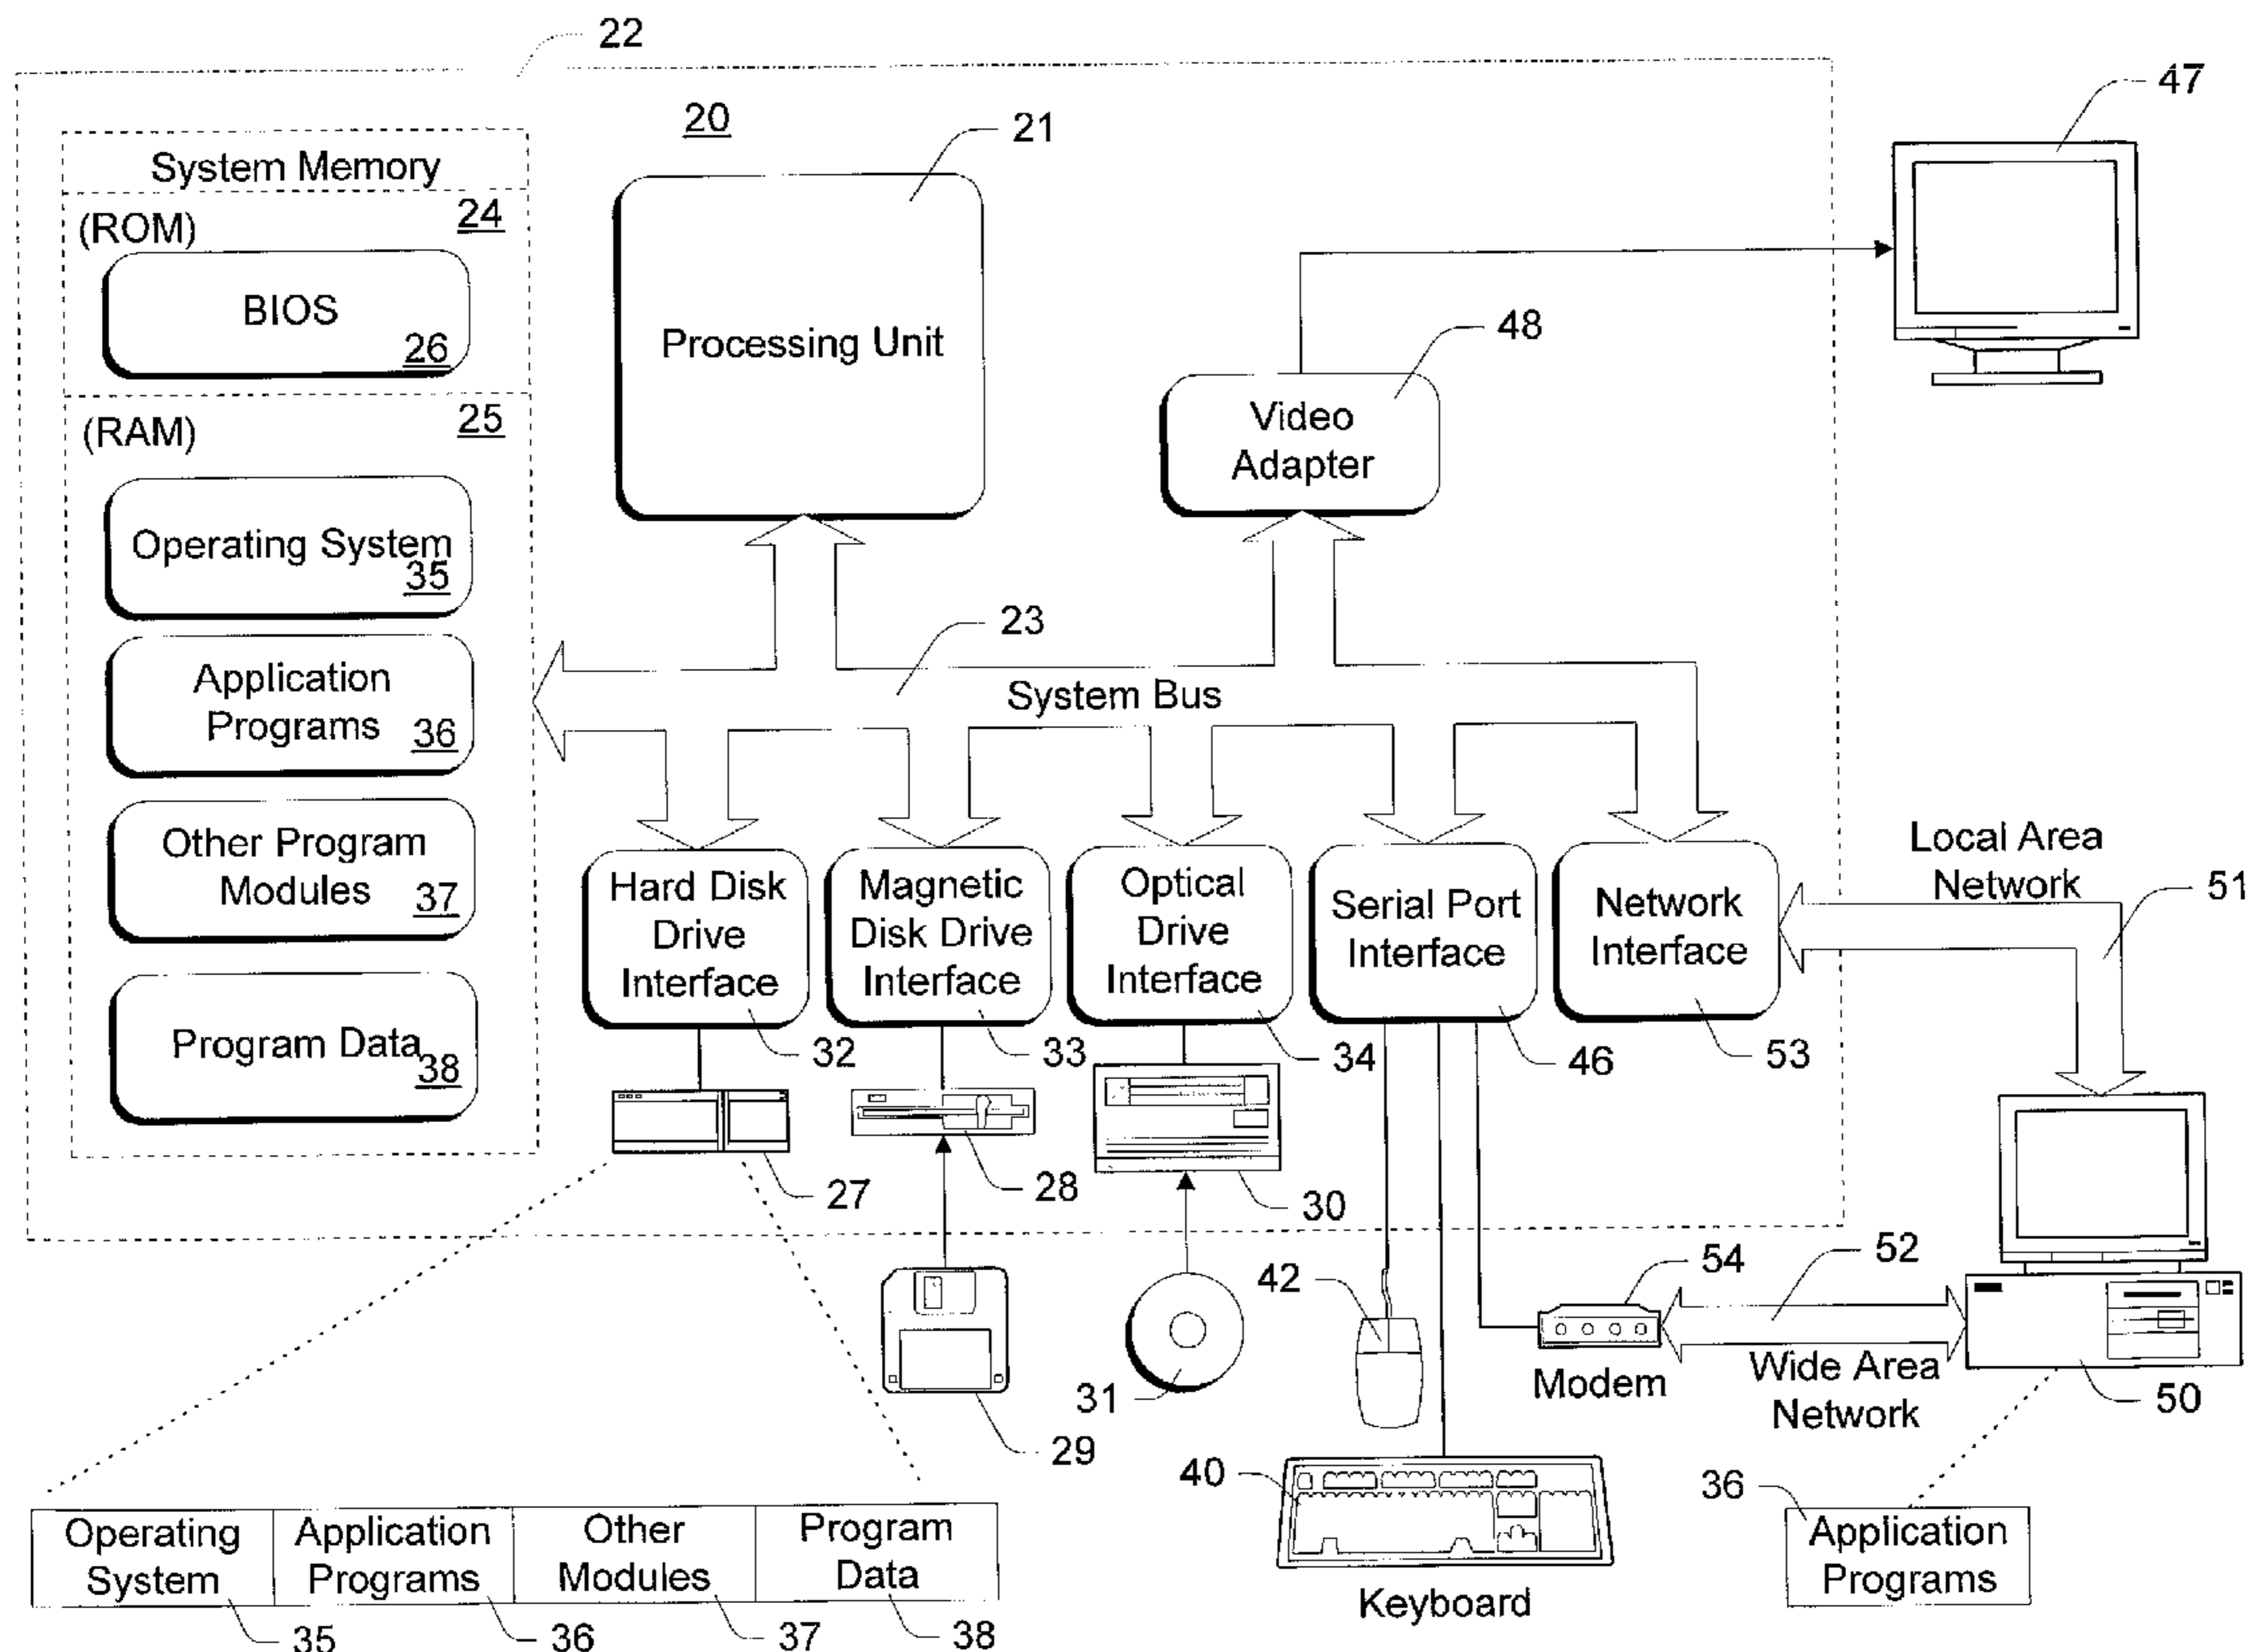 22
47
20
21
System Memory
(ROM)
24
BIOS
26
Processing Unit
48
Video
Adapter
(RAM)
25
Operating System
35
Application
Programs
36
Other Program
Modules
37
Program Data
38
23
System Bus
Hard Disk
Drive
Interface
32
Magnetic
Disk Drive
Interface
33
Optical
Drive
Interface
34
Serial Port
Interface
46
Network
Interface
53
Local Area
Network
51
27
28
30
29
31
42
54
52
Modem
Wide Area
Network
50
40
Keyboard
36
Application
Programs
Operating
System
35
Application
Programs
36
Other
Modules
37
Program
Data
38